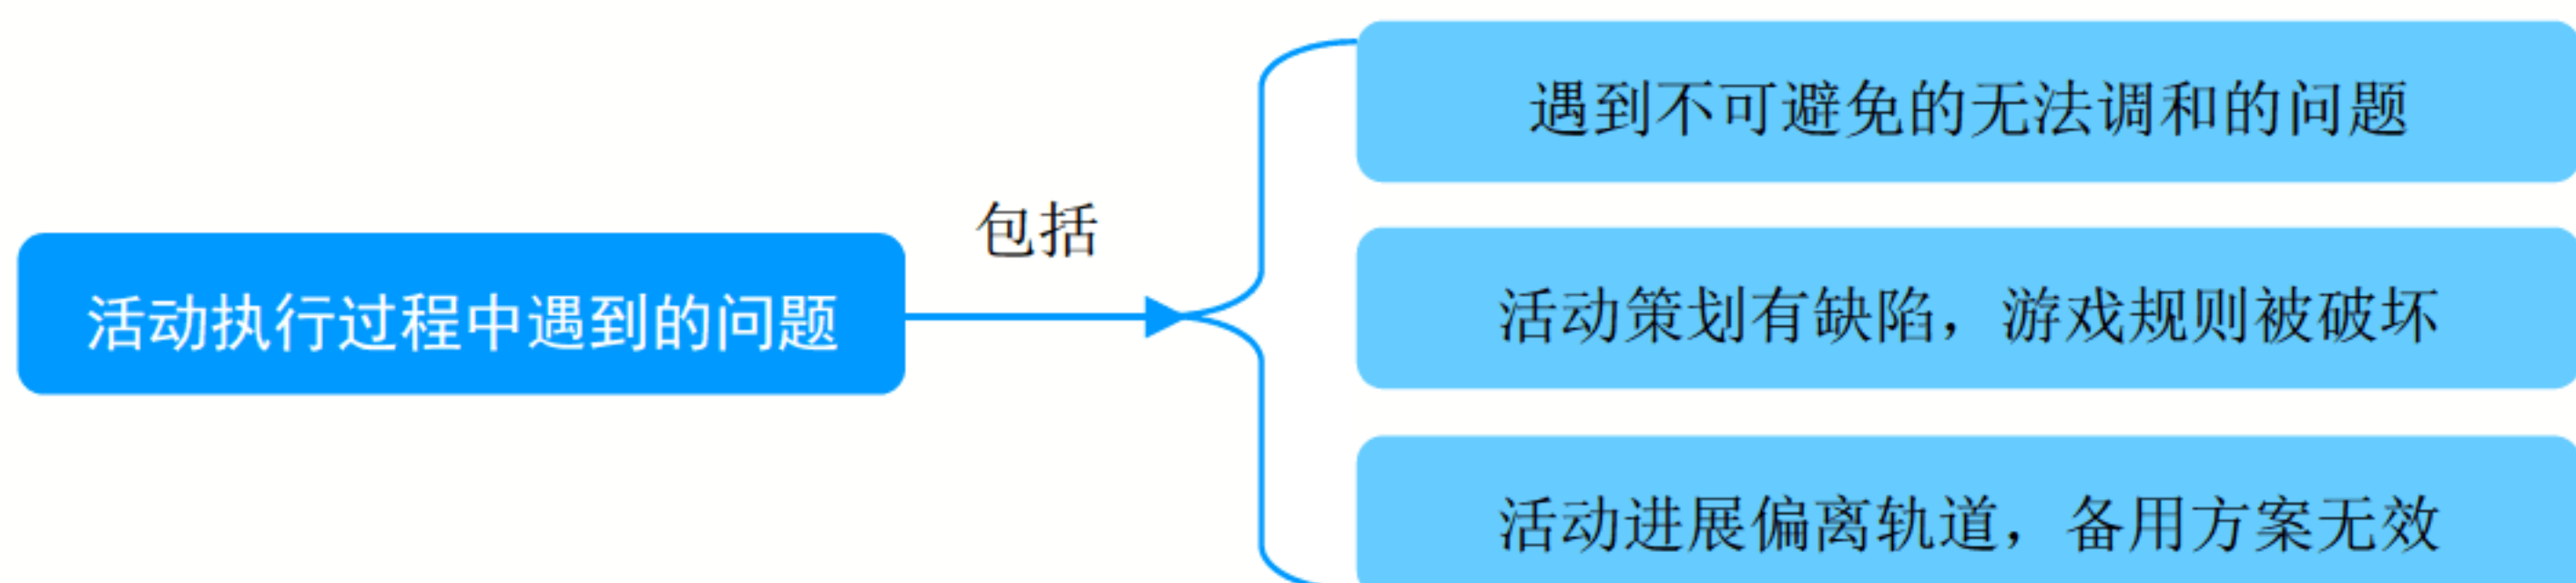 遇到不可避免的无法调和的问题
包括
活动执行过程中遇到的问题
活动策划有缺陷，游戏规则被破坏
活动进展偏离轨道，备用方案无效